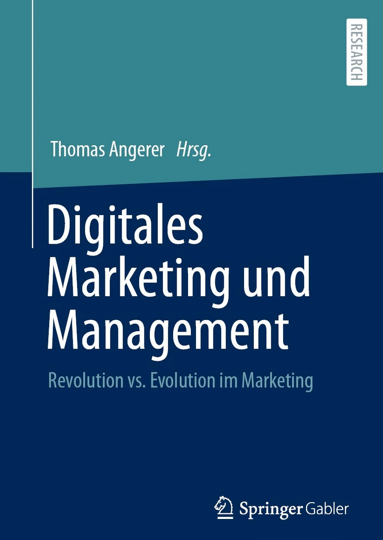 RESEARCH
Thomas Angerer Hrsg.
Digitales
Marketing und
Management
Revolution vs. Evolution im Marketing
Springer Gabler